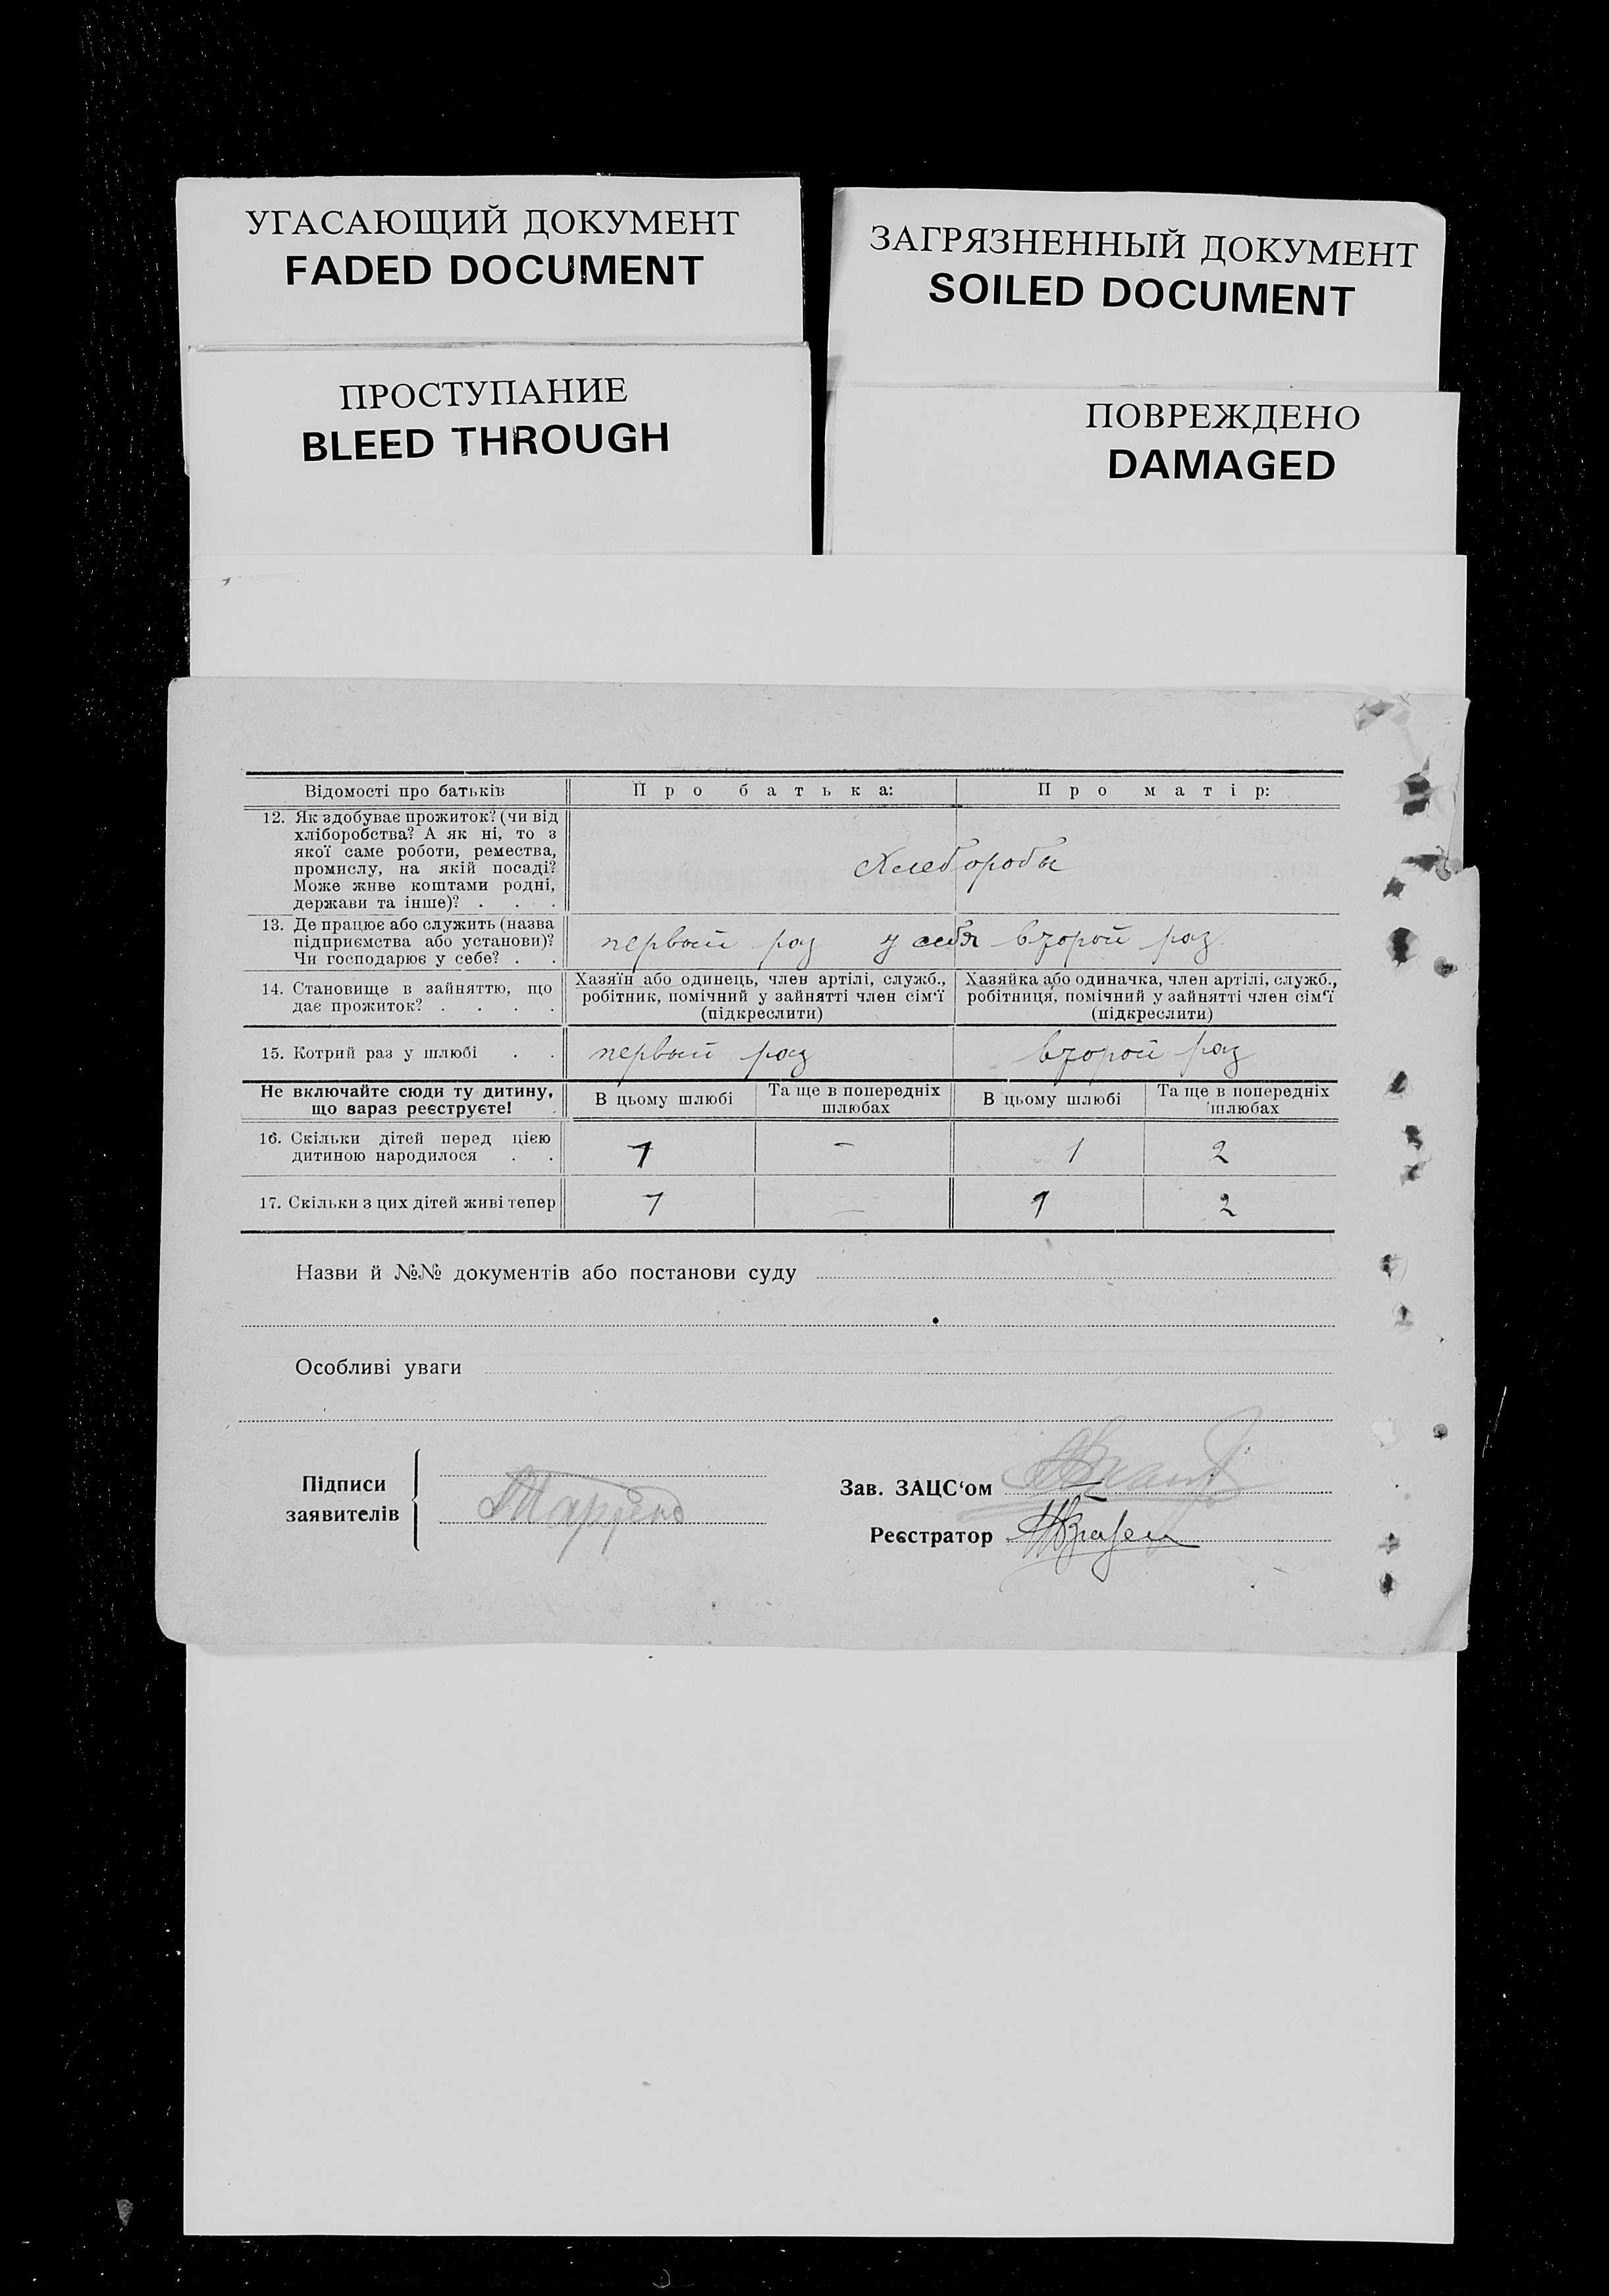 УГАСАЮЩИЙ ДОКУМЕНТ
FADED DOCUMENT
ЗАГРЯЗНЕННЫЙ ДОКУМЕНТ
SOILED DOCUMENT
ПРОСТУПАНИЕ
BLEED THROUGH
ПОВРЕЖДЕНО
DAMAGED
Відомості про батьків
Про батька:
Про матір:
12. Як здобуває прожиток? (чи від
хліборобства? А як ні, то з
якої саме роботи, ремества,
промислу, на якій посаді?
Може живе коштами родні,
держави та інше)? . . .
Хлеборобы
13. Де працює або служить (назва
підприємства або установи)?
Чи господарює у себе? . .
первый раз у себя второй раз
14. Становище в зайняттю, що
дає прожиток? . . . .
Хазяїн або одинець, член артілі, служб.,
робітник, помічний у зайнятті член сім'ї
(підкреслити)
Хазяйка або одиначка, член артілі, служб.,
робітниця, помічний у зайнятті член сім'ї
(підкреслити)
15. Котрий раз у шлюбі . .
первый раз
второй раз
Не включайте сюди ту дитину,
що зараз реєструєте!
В цьому шлюбі
Та ще в попередніх
шлюбах
В цьому шлюбі
Та ще в попередніх
шлюбах
16. Скільки дітей перед цією
дитиною народилося . .
1 — 1 2
17. Скільки з цих дітей живі тепер
1 — 1 2
Назви й №№ документів або постанови суду
Особливі уваги
Підписи
заявителів
Зав. ЗАЦС'ом
Реєстратор